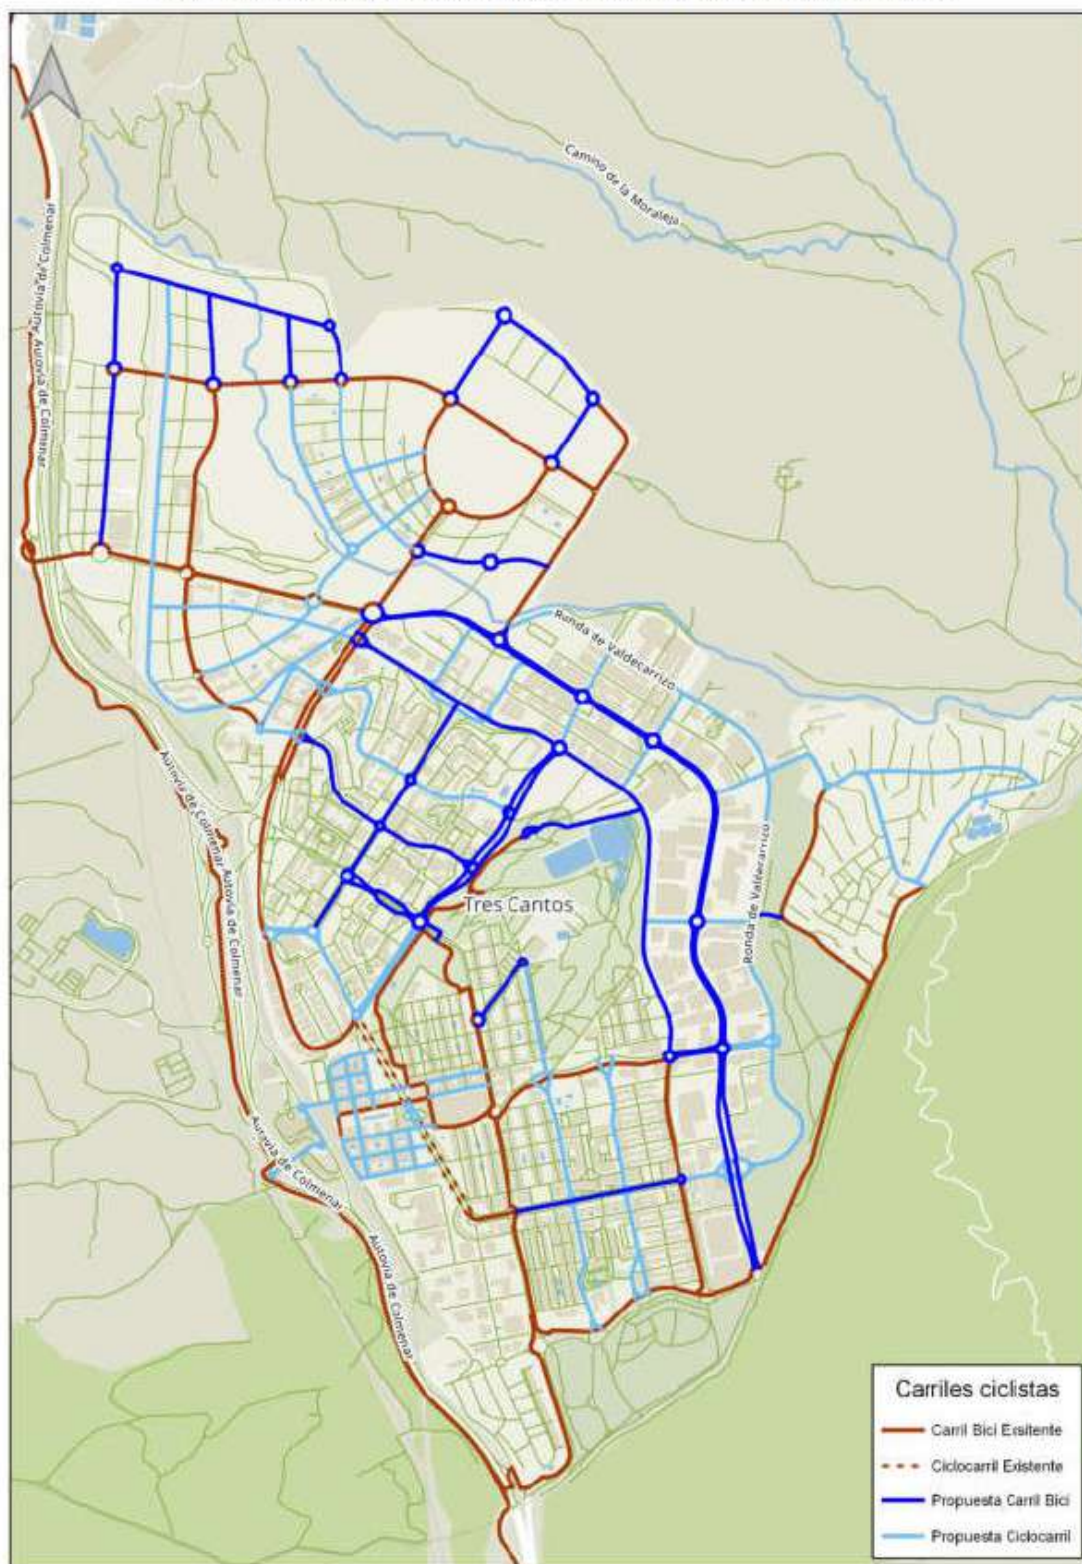 Camino de la Moraleja
Autovía de Colmenar
Autovía de Colmenar
Ronda de Valdecarrizo
Autovía de Colmenar
Autovía de Colmenar
Ronda de Valdecarrizo
Tres Cantos
Autovía de Colmenar
Autovía de Colmenar
Carriles ciclistas
Carril Bici Exsitente
Ciclocarril Existente
Propuesta Carril Bici
Propuesta Ciclocarril